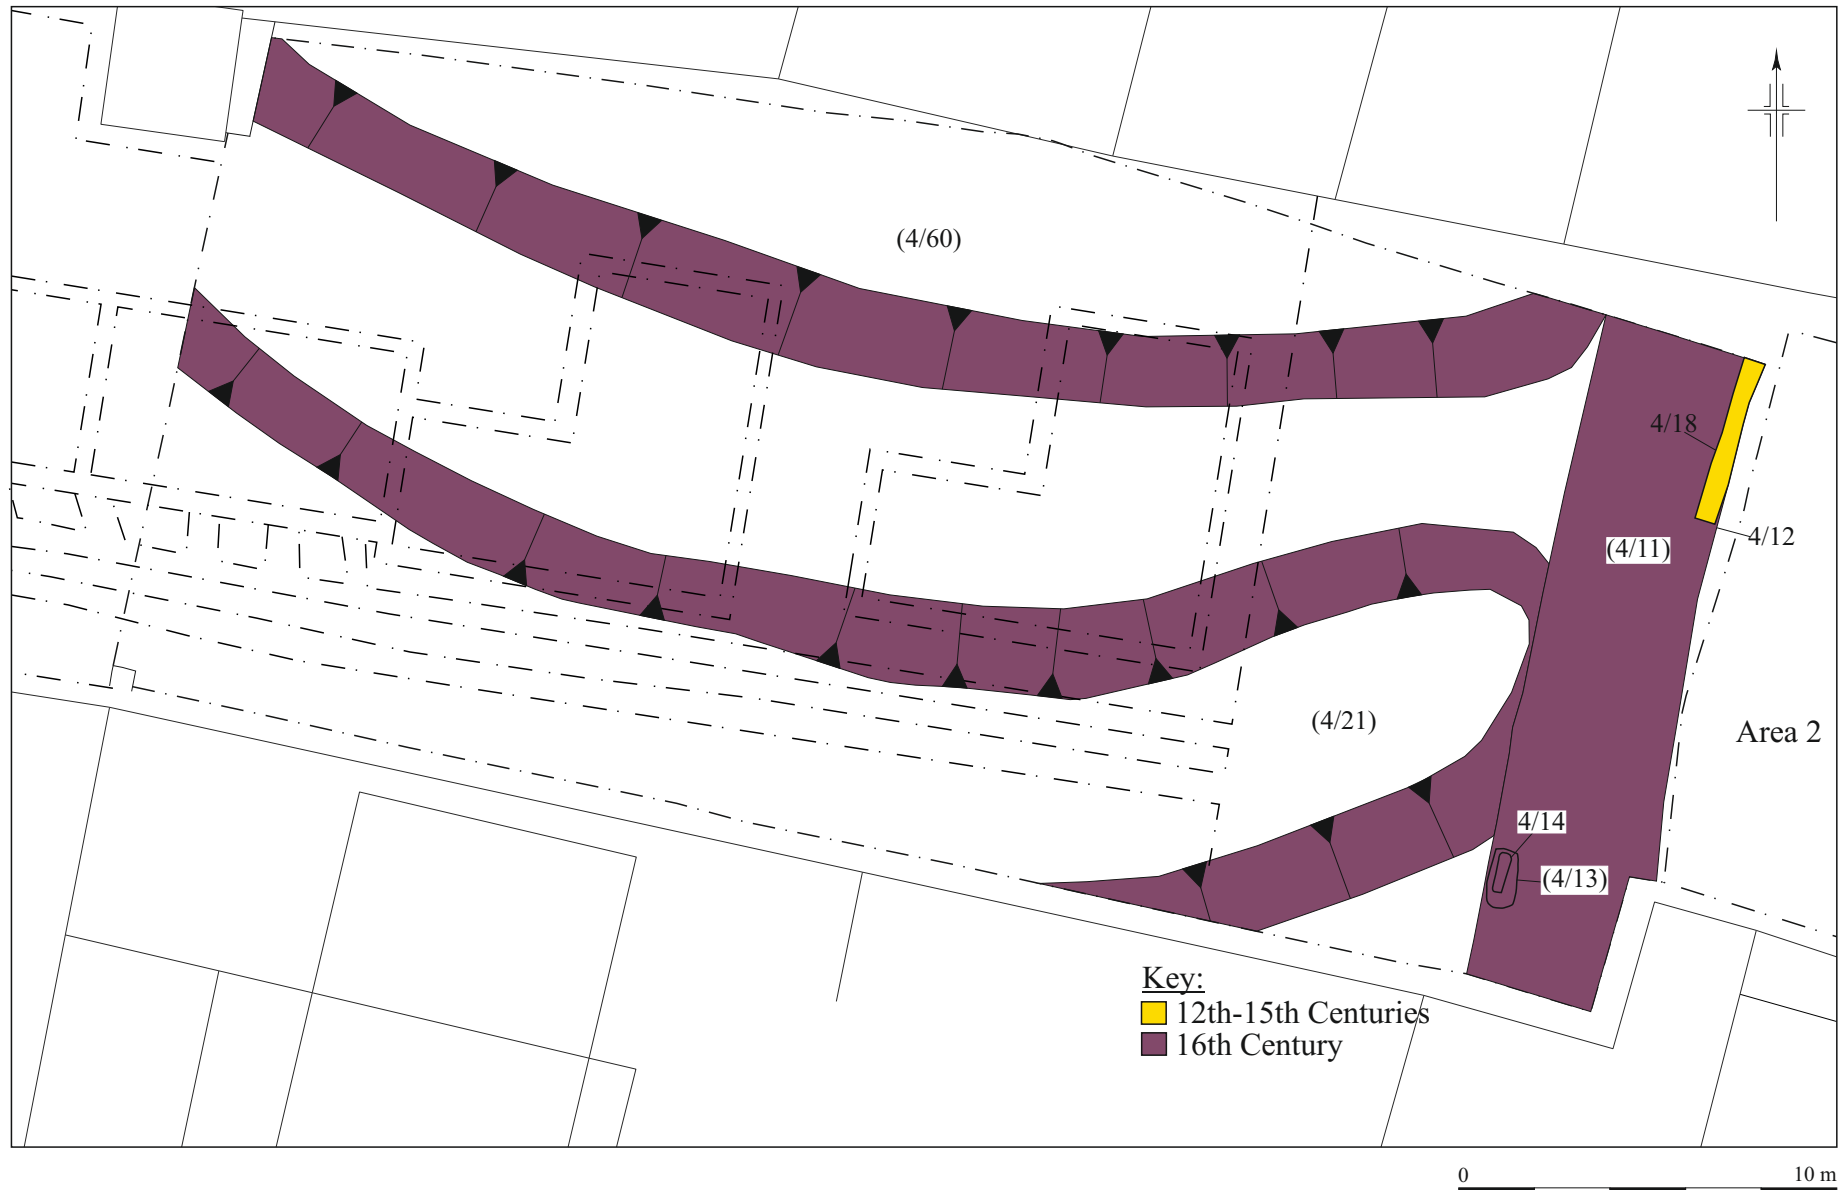 (4/60)
4/18
(4/11)
4/12
(4/21)
Area 2
4/14
(4/13)
Key:
12th-15th Centuries
16th Century
0 10 m